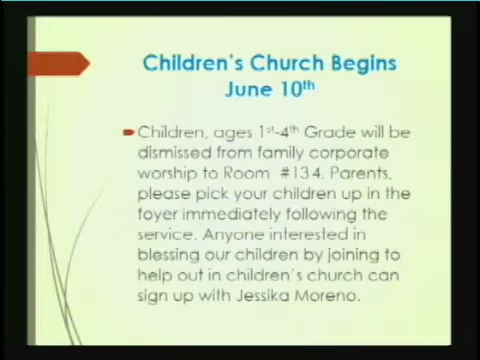 Children's Church Begins
June 10th
Children, ages 1st-4th Grade will be
dismissed from family corporate
worship to Room #134. Parents,
please pick your children up in the
foyer immediately following the
service. Anyone interested in
blessing our children by joining to
help out in children's church can
sign up with Jessika Moreno.